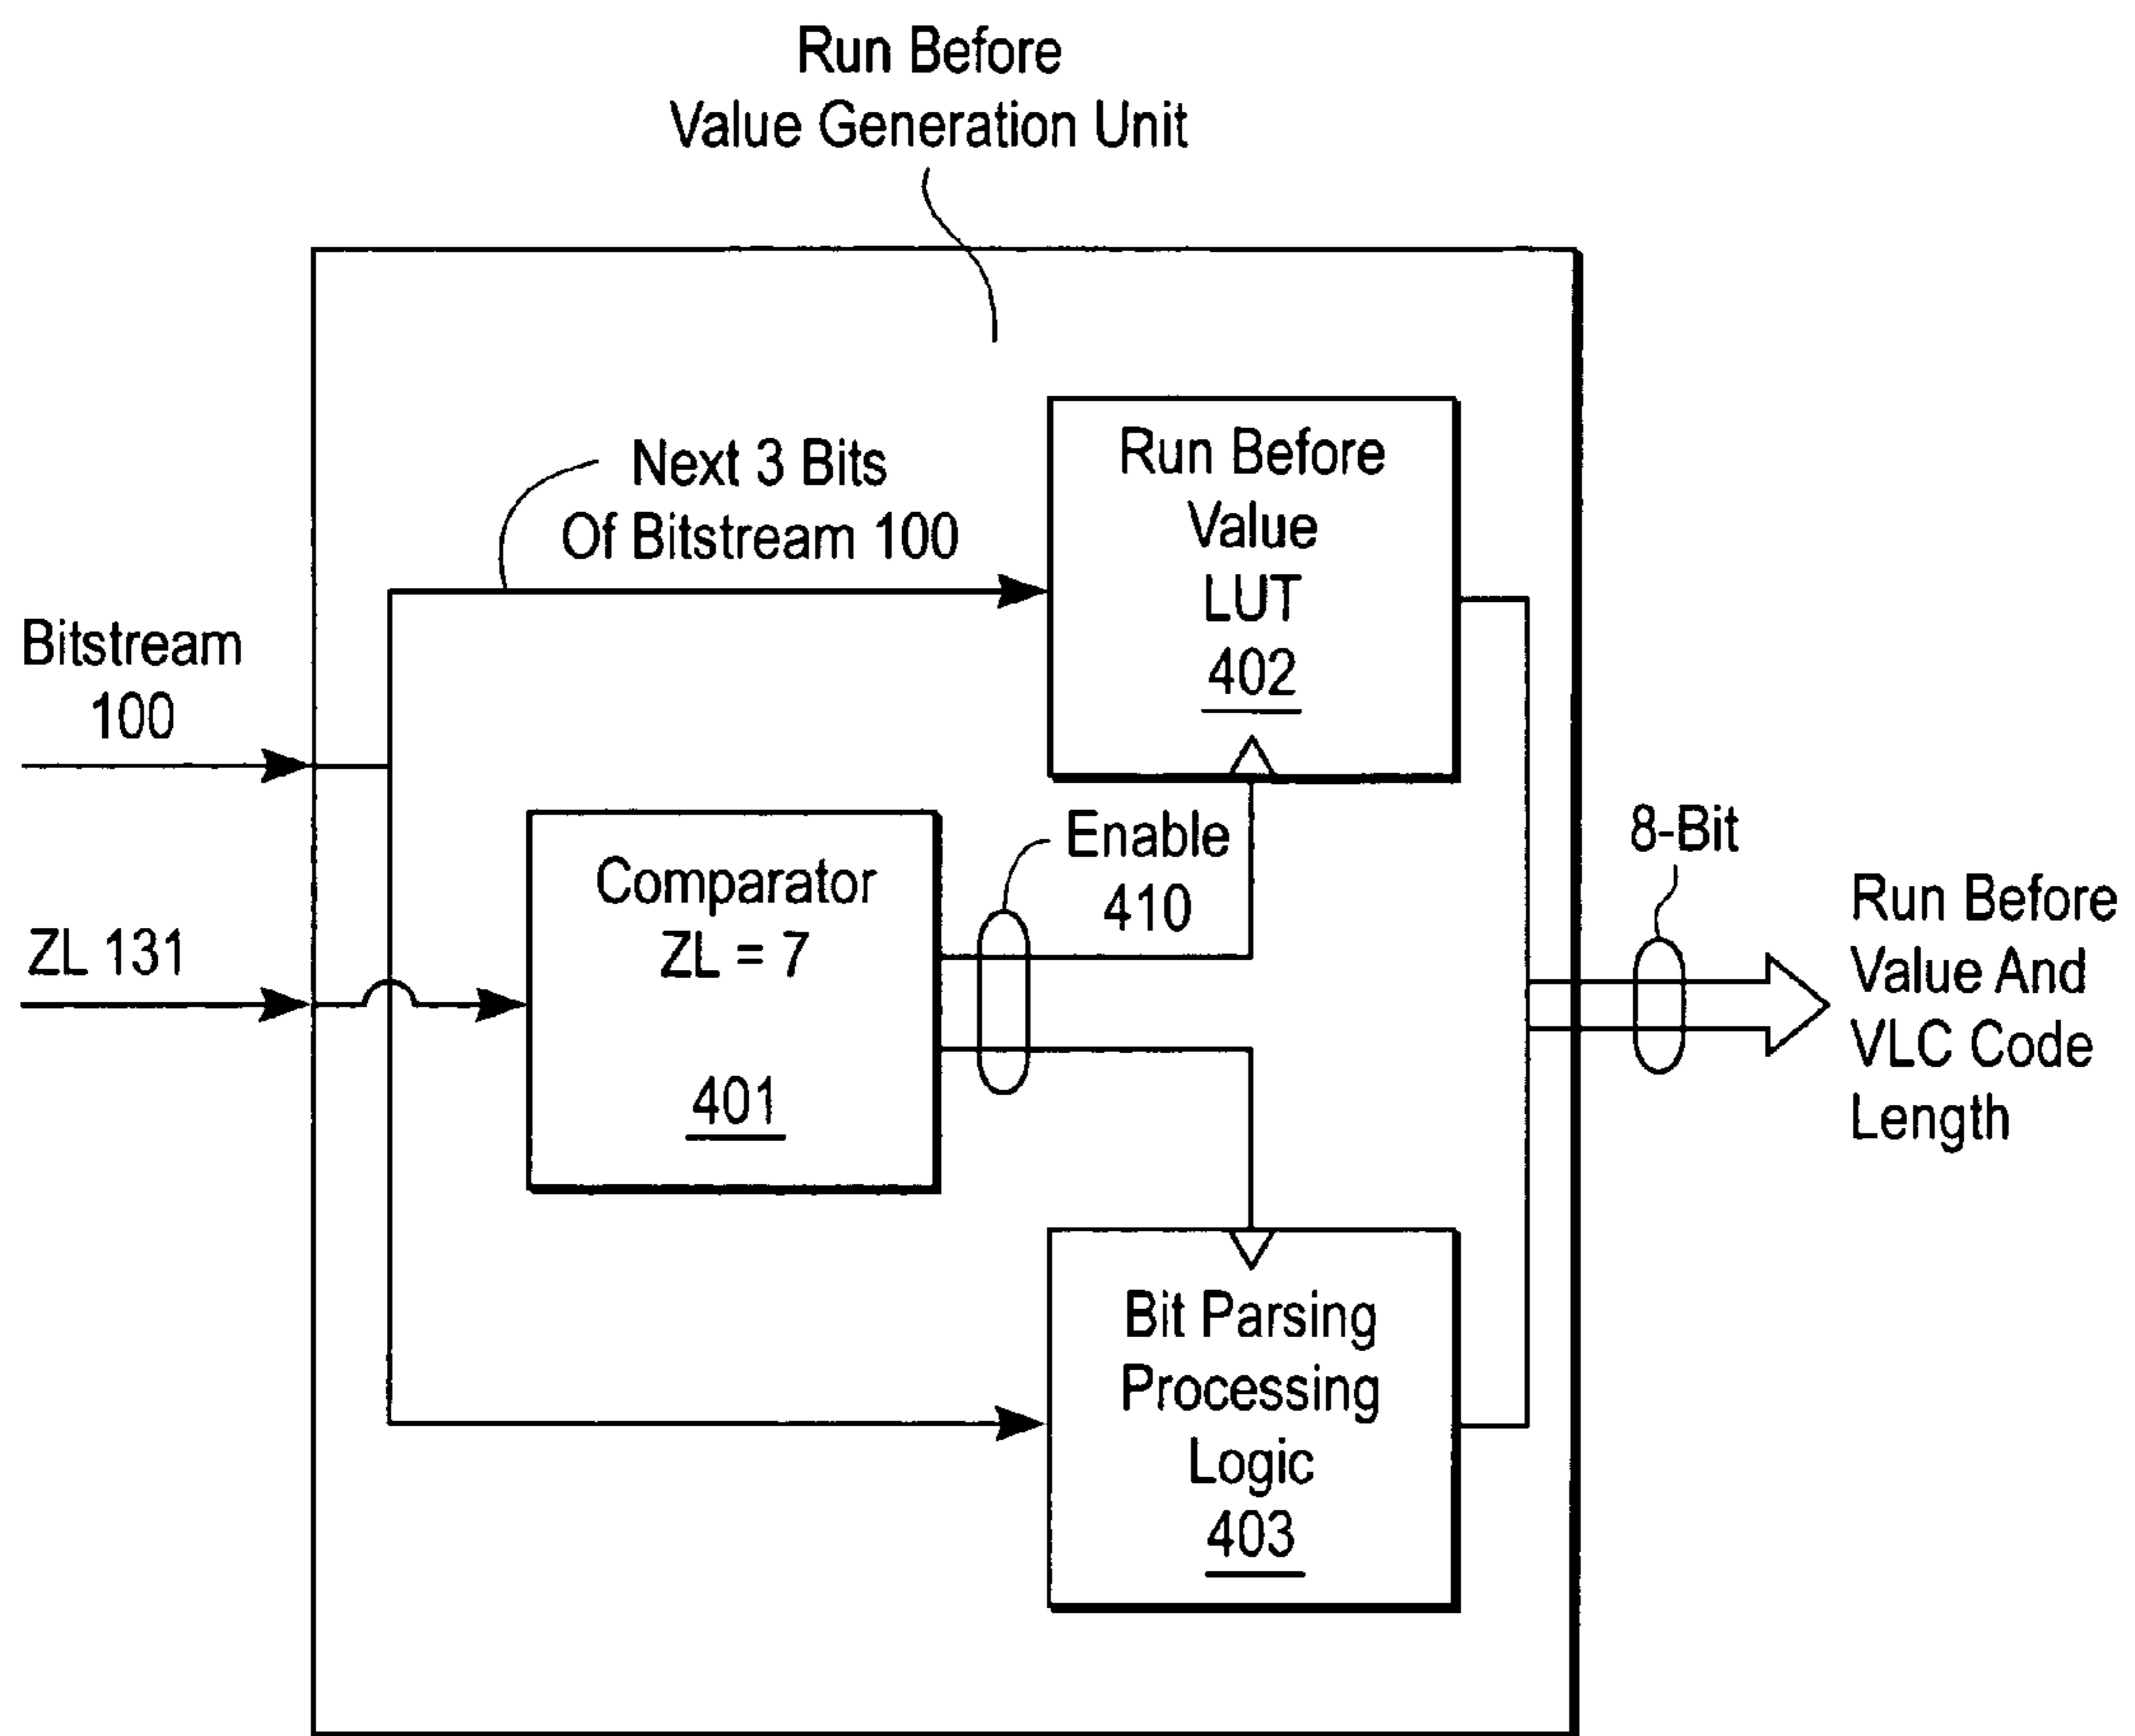 Run Before
Value Generation Unit
Next 3 Bits
Of Bitstream 100
Run Before
Value
LUT
402
Bitstream
100
ZL 131
Comparator
ZL = 7
401
Enable
410
8-Bit
Run Before
Value And
VLC Code
Length
Bit Parsing
Processing
Logic
403